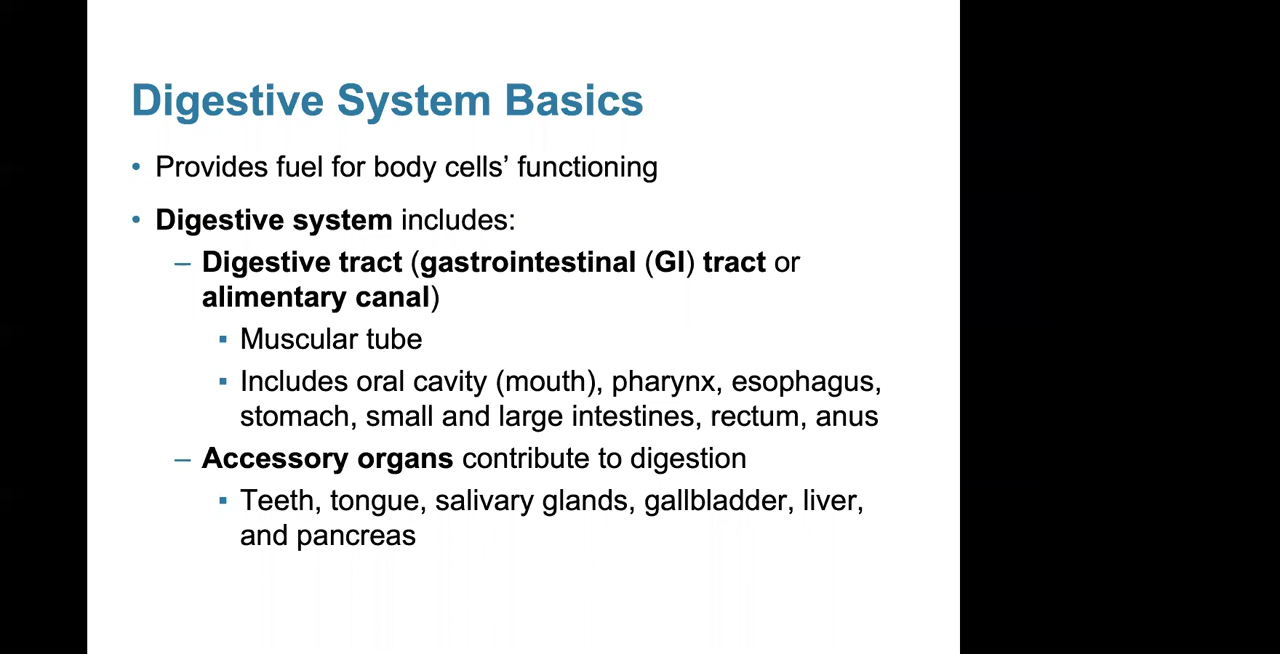 Digestive System Basics
• Provides fuel for body cells’ functioning
• Digestive system includes:
– Digestive tract (gastrointestinal (GI) tract or
alimentary canal)
▪ Muscular tube
▪ Includes oral cavity (mouth), pharynx, esophagus,
stomach, small and large intestines, rectum, anus
– Accessory organs contribute to digestion
▪ Teeth, tongue, salivary glands, gallbladder, liver,
and pancreas